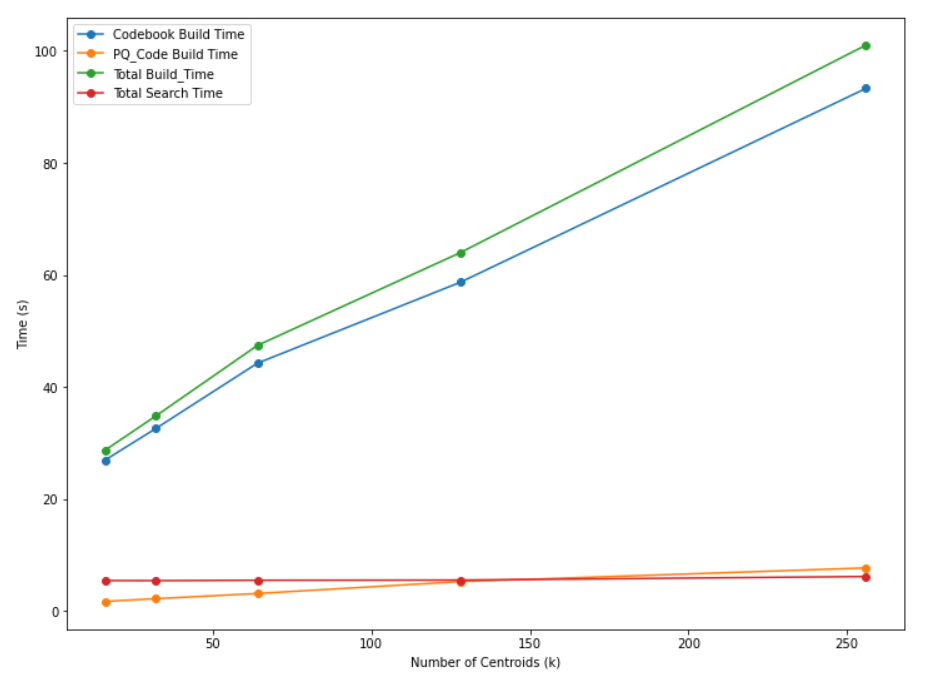 Codebook Build Time
PQ_Code Build Time
Total Build_Time
Total Search Time
100
80
60
40
20
0
Time (s)
50
100
150
200
250
Number of Centroids (k)